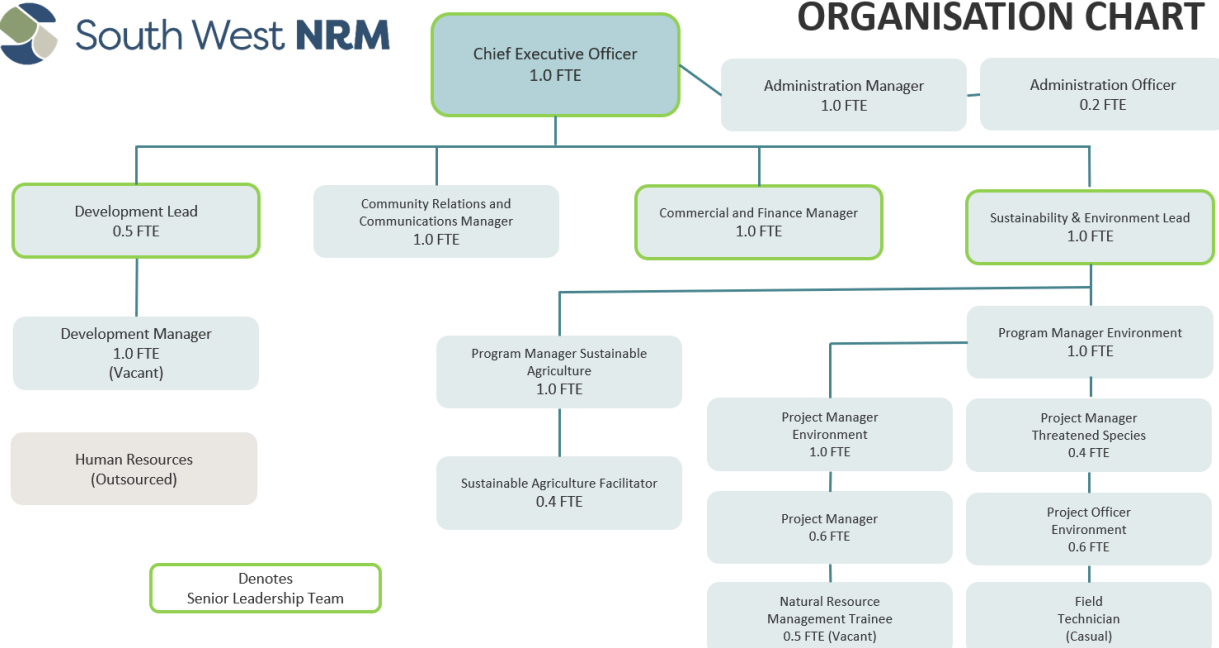 South West NRM
ORGANISATION CHART
Chief Executive Officer
1.0 FTE
Administration Manager
1.0 FTE
Administration Officer
0.2 FTE
Development Lead
0.5 FTE
Community Relations and
Communications Manager
1.0 FTE
Commercial and Finance Manager
1.0 FTE
Sustainability & Environment Lead
1.0 FTE
Development Manager
1.0 FTE
(Vacant)
Program Manager Sustainable
Agriculture
1.0 FTE
Program Manager Environment
1.0 FTE
Project Manager
Environment
1.0 FTE
Project Manager
Threatened Species
0.4 FTE
Human Resources
(Outsourced)
Sustainable Agriculture Facilitator
0.4 FTE
Project Manager
0.6 FTE
Project Officer
Environment
0.6 FTE
Denotes
Senior Leadership Team
Natural Resource
Management Trainee
0.5 FTE (Vacant)
Field
Technician
(Casual)